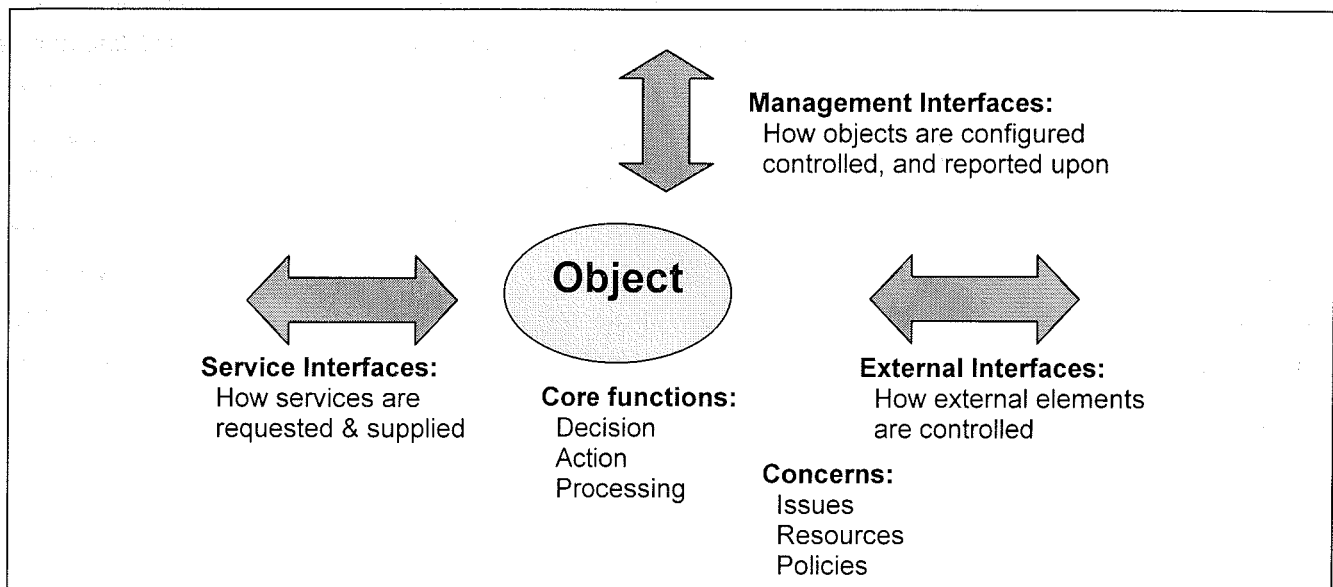 Management Interfaces:
How objects are configured
controlled, and reported upon
Object
Service Interfaces:
How services are
requested & supplied
Core functions:
Decision
Action
Processing
External Interfaces:
How external elements
are controlled
Concerns:
Issues
Resources
Policies